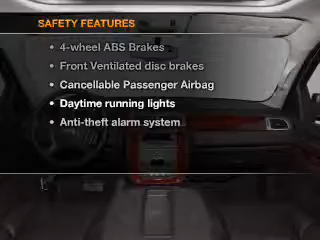 SAFETY FEATURES
• 4-wheel ABS Brakes
• Front Ventilated disc brakes
• Cancellable Passenger Airbag
• Daytime running lights
• Anti-theft alarm system